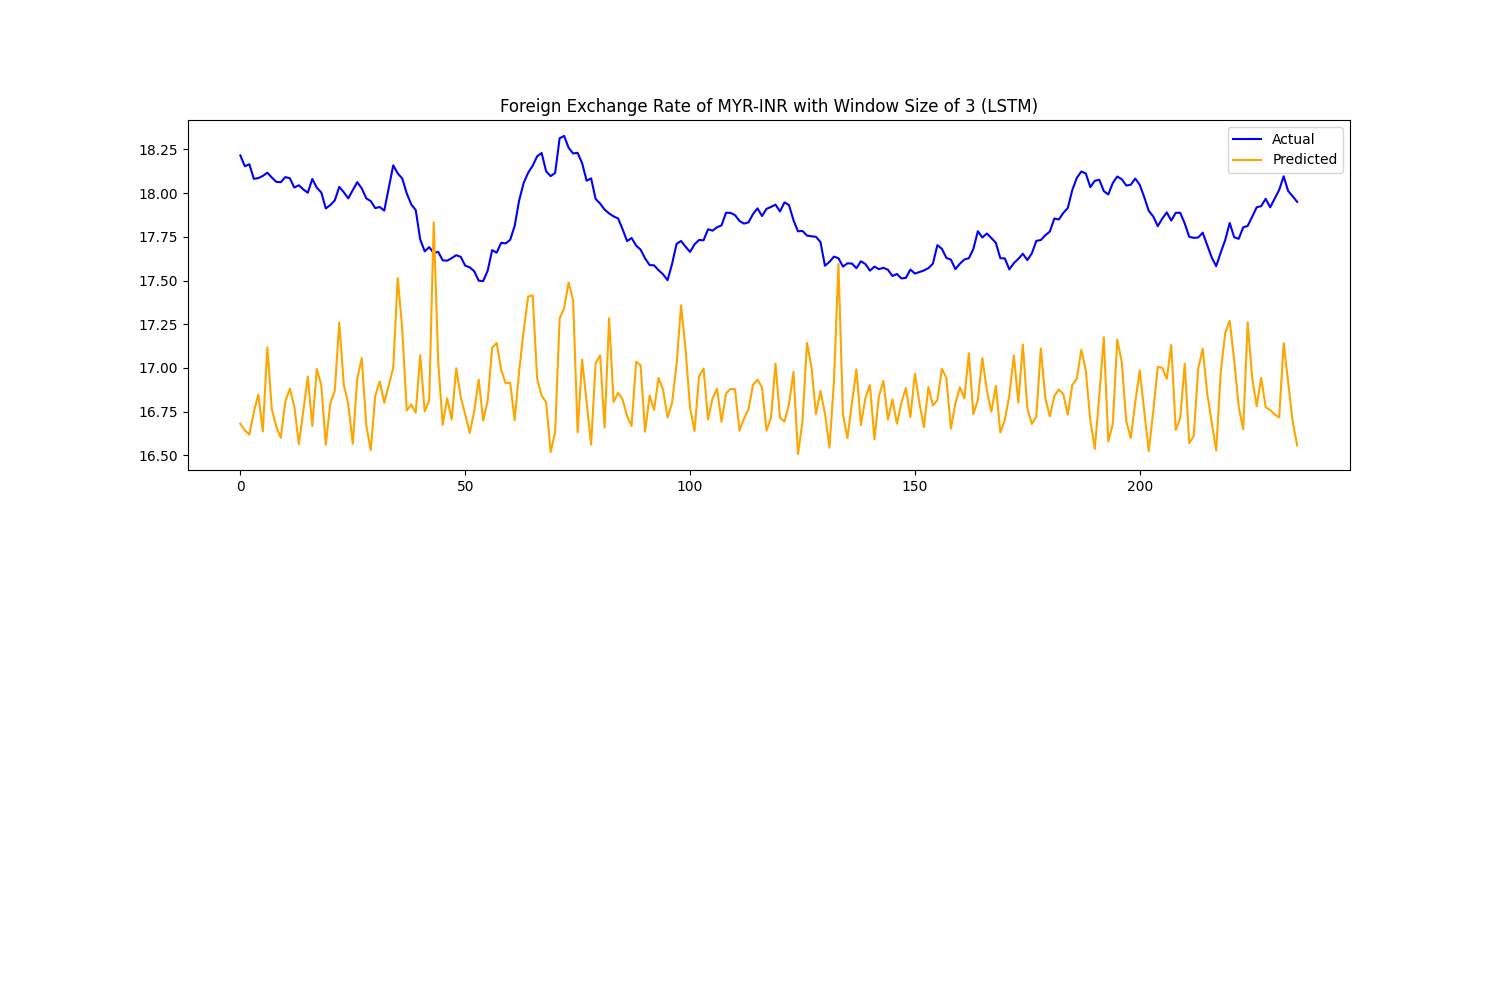 Foreign Exchange Rate of MYR-INR with Window Size of 3 (LSTM)
Actual
Predicted
18.25
18.00
17.75
17.50
17.25
17.00
16.75
16.50
0 50 100 150 200